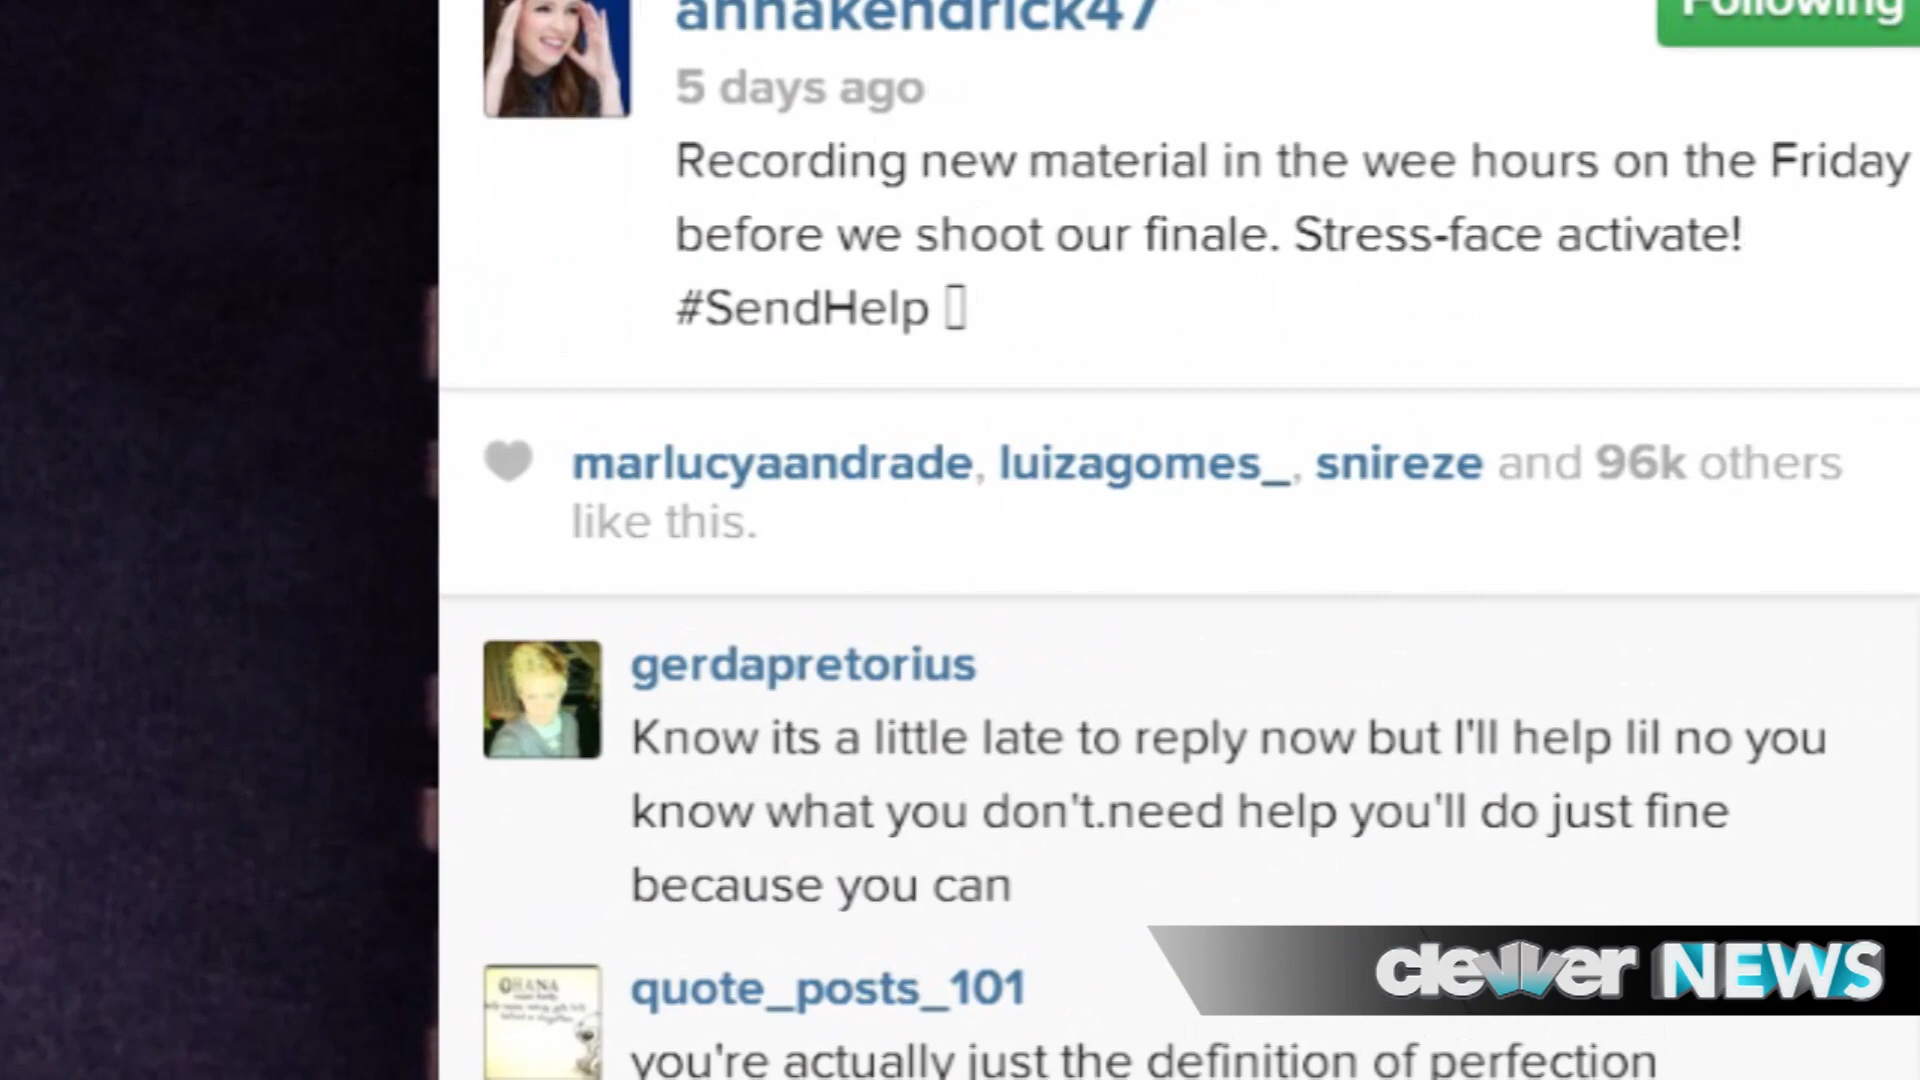 annakendrick47
Following
5 days ago
Recording new material in the wee hours on the Friday
before we shoot our finale. Stress-face activate!
#SendHelp
marlucyaandrade, luizagomes_, snireze and 96k others
like this.
gerdapretorius
Know its a little late to reply now but I'll help lil no you
know what you don't.need help you'll do just fine
because you can
clevver NEWS
OHANA
quote_posts_101
you're actually just the definition of perfection